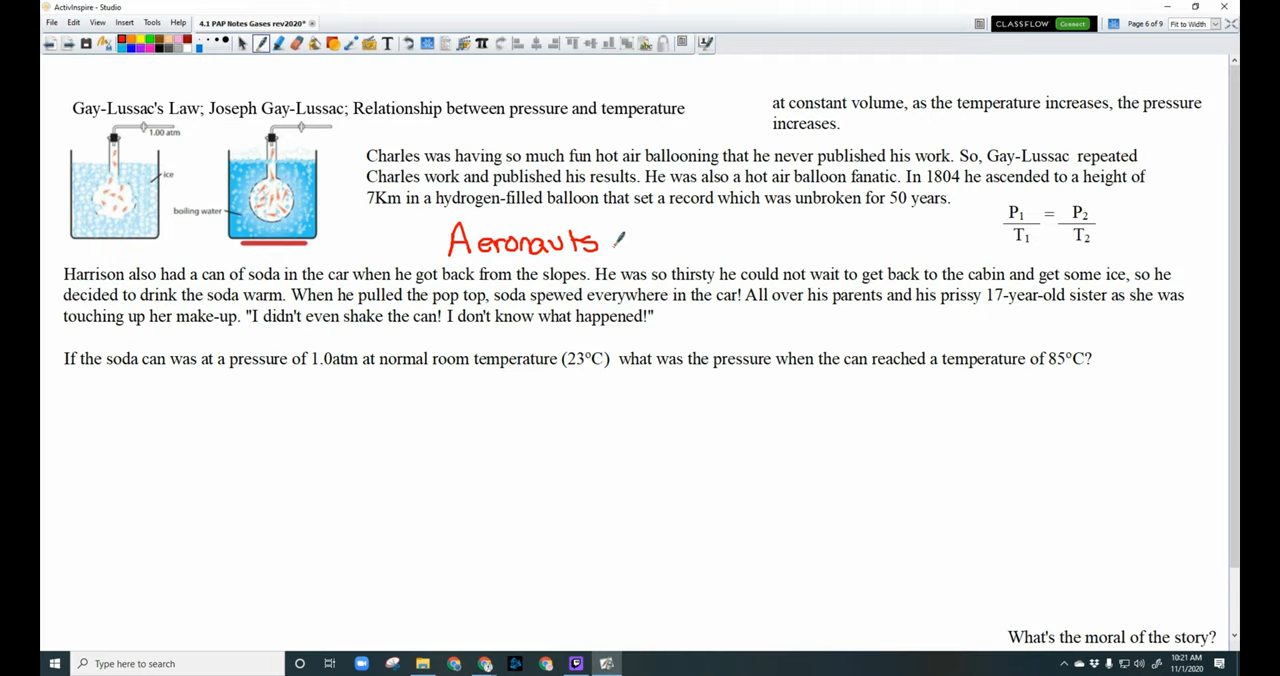 ActivInspire - Studio
File Edit View Insert Tools Help 4.1 PAP Notes Gases rev2020*
CLASSFLOW Connect Page 6 of 9 Fit to Width
Gay-Lussac's Law; Joseph Gay-Lussac; Relationship between pressure and temperature
at constant volume, as the temperature increases, the pressure
increases.
1.00 atm
ice
boiling water
Charles was having so much fun hot air ballooning that he never published his work. So, Gay-Lussac repeated
Charles work and published his results. He was also a hot air balloon fanatic. In 1804 he ascended to a height of
7Km in a hydrogen-filled balloon that set a record which was unbroken for 50 years.
P₁ = P₂
T₁ T₂
Aeronauts
Harrison also had a can of soda in the car when he got back from the slopes. He was so thirsty he could not wait to get back to the cabin and get some ice, so he
decided to drink the soda warm. When he pulled the pop top, soda spewed everywhere in the car! All over his parents and his prissy 17-year-old sister as she was
touching up her make-up. "I didn't even shake the can! I don't know what happened!"
If the soda can was at a pressure of 1.0atm at normal room temperature (23°C) what was the pressure when the can reached a temperature of 85°C?
What's the moral of the story?
Type here to search
10:21 AM
11/1/2020